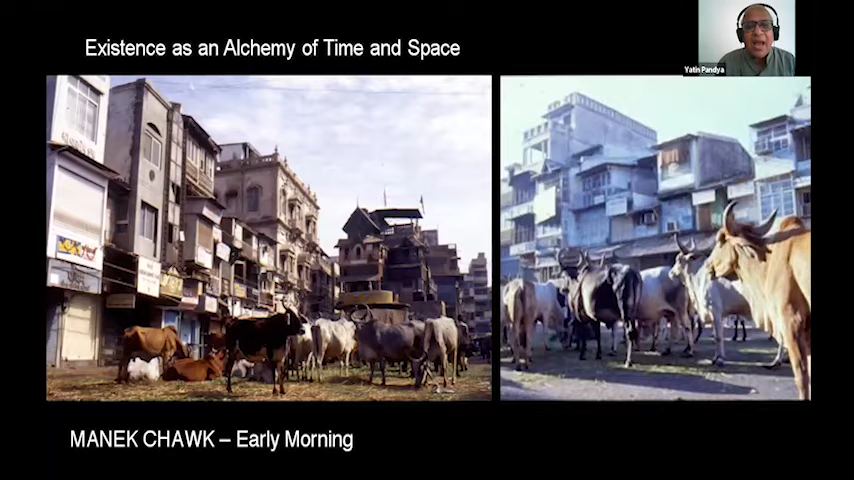 Existence as an Alchemy of Time and Space
Yatin Pandya
MANEK CHAWK – Early Morning